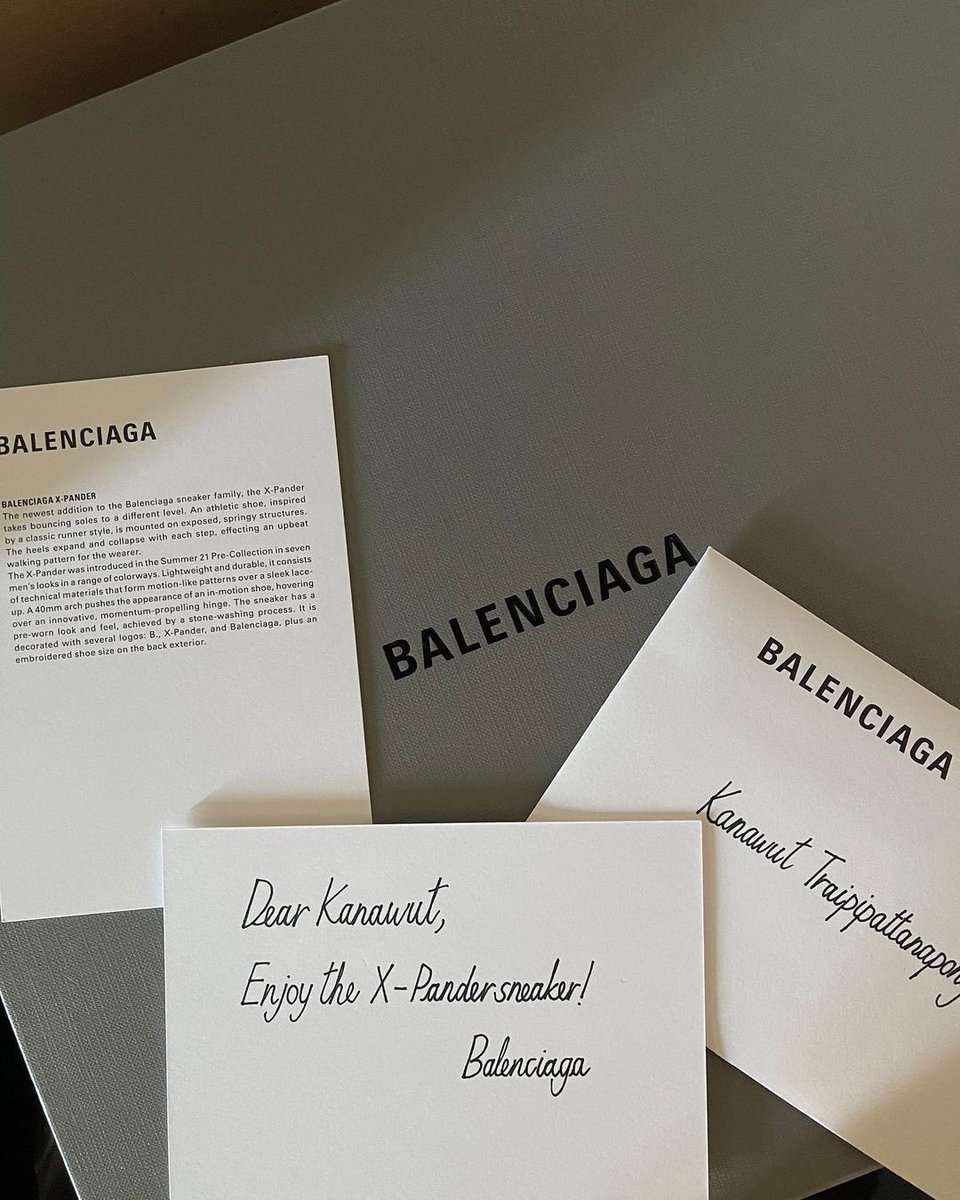 BALENCIAGA
BALENCIAGA X-PANDER
The newest addition to the Balenciaga sneaker family, the X-Pander
takes bouncing soles to a different level. An athletic shoe, inspired
by a classic runner style, is mounted on exposed, springy structures.
The heels expand and collapse with each step, effecting an upbeat
walking pattern for the wearer.
The X-Pander was introduced in the Summer 21 Pre-Collection in seven
men's looks in a range of colorways. Lightweight and durable, it consists
of technical materials that form motion-like patterns over a sleek lace-
up. A 40mm arch pushes the appearance of an in-motion shoe, hovering
over an innovative, momentum-propelling hinge. The sneaker has a
pre-worn look and feel, achieved by a stone-washing process. It is
decorated with several logos: B., X-Pander, and Balenciaga, plus an
embroidered shoe size on the back exterior.
BALENCIAGA
BALENCIAGA
Kanawut Traipipattanapong
Dear Kanawut,
Enjoy the X-Pander sneaker!
Balenciaga